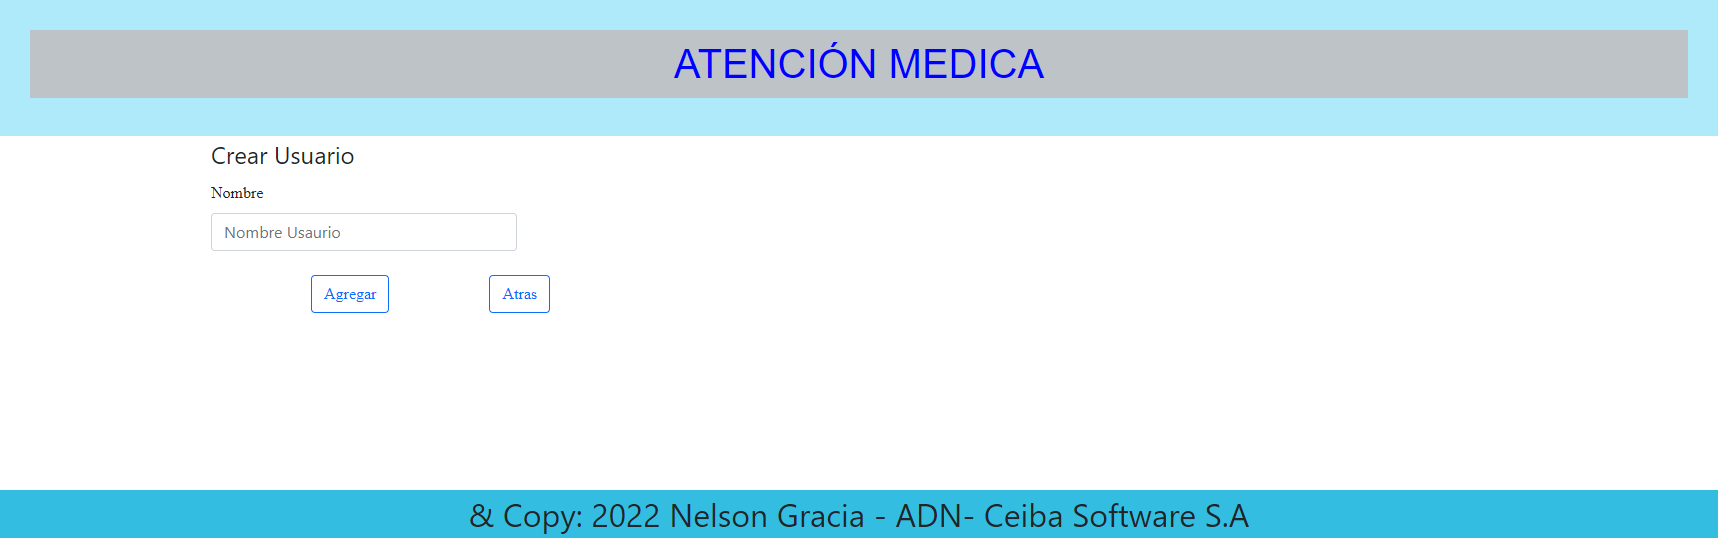 ATENCIÓN MEDICA
Crear Usuario
Nombre
Nombre Usaurio
Agregar Atras
& Copy: 2022 Nelson Gracia - ADN- Ceiba Software S.A